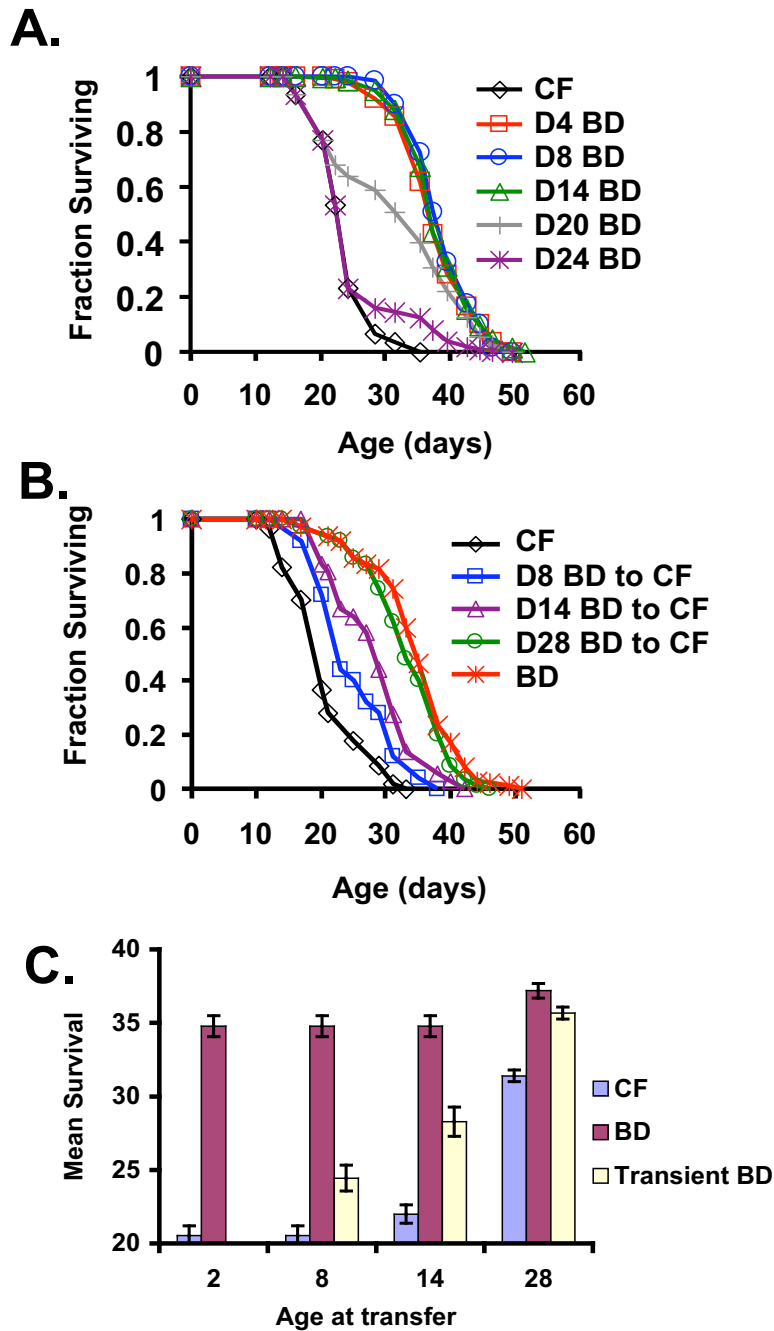 A.
Fraction Surviving
1
0.8
0.6
0.4
0.2
0
0 10 20 30 40 50 60
Age (days)
CF
D4 BD
D8 BD
D14 BD
D20 BD
D24 BD
B.
Fraction Surviving
1
0.8
0.6
0.4
0.2
0
0 10 20 30 40 50 60
Age (days)
CF
D8 BD to CF
D14 BD to CF
D28 BD to CF
BD
C.
Mean Survival
40
35
30
25
20
2 8 14 28
Age at transfer
CF
BD
Transient BD